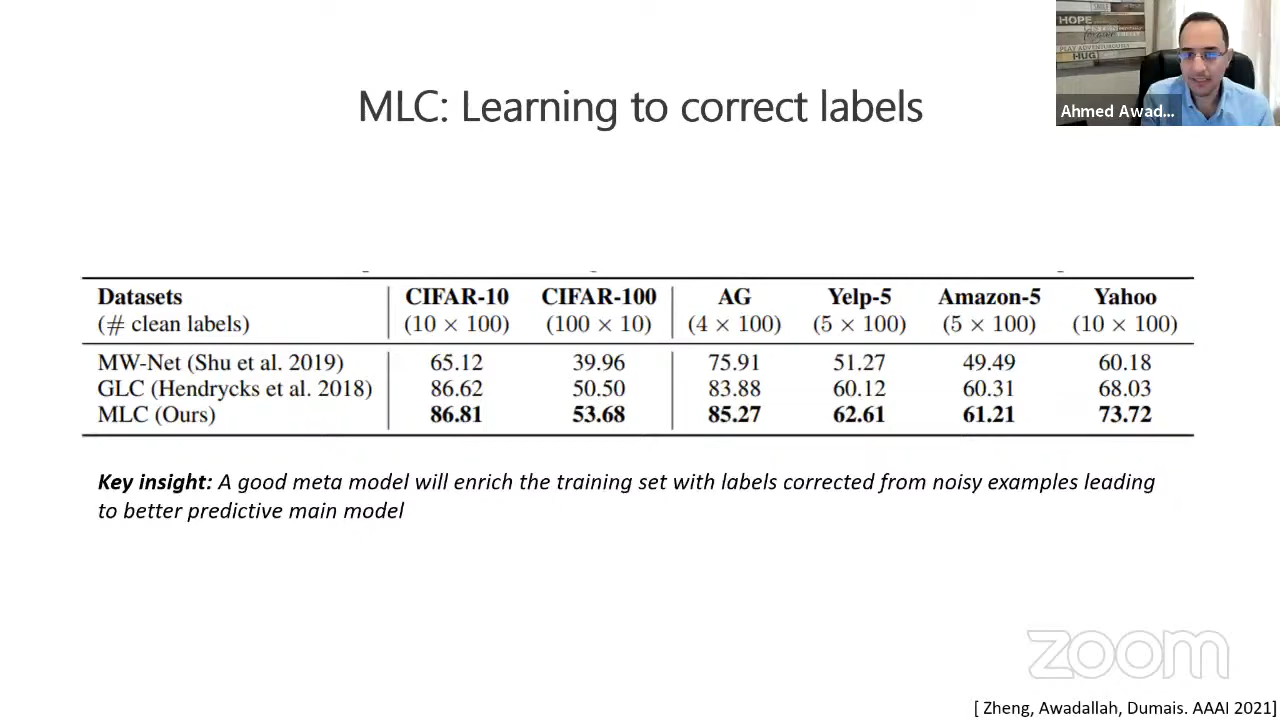 HOPE
PLAY ADVENTUROUSLY
HUG
Ahmed Awad...
MLC: Learning to correct labels
Datasets CIFAR-10 CIFAR-100 AG Yelp-5 Amazon-5 Yahoo
(# clean labels) (10 × 100) (100 × 10) (4 × 100) (5 × 100) (5 × 100) (10 × 100)
MW-Net (Shu et al. 2019) 65.12 39.96 75.91 51.27 49.49 60.18
GLC (Hendrycks et al. 2018) 86.62 50.50 83.88 60.12 60.31 68.03
MLC (Ours) 86.81 53.68 85.27 62.61 61.21 73.72
Key insight: A good meta model will enrich the training set with labels corrected from noisy examples leading
to better predictive main model
zoom
[ Zheng, Awadallah, Dumais. AAAI 2021]